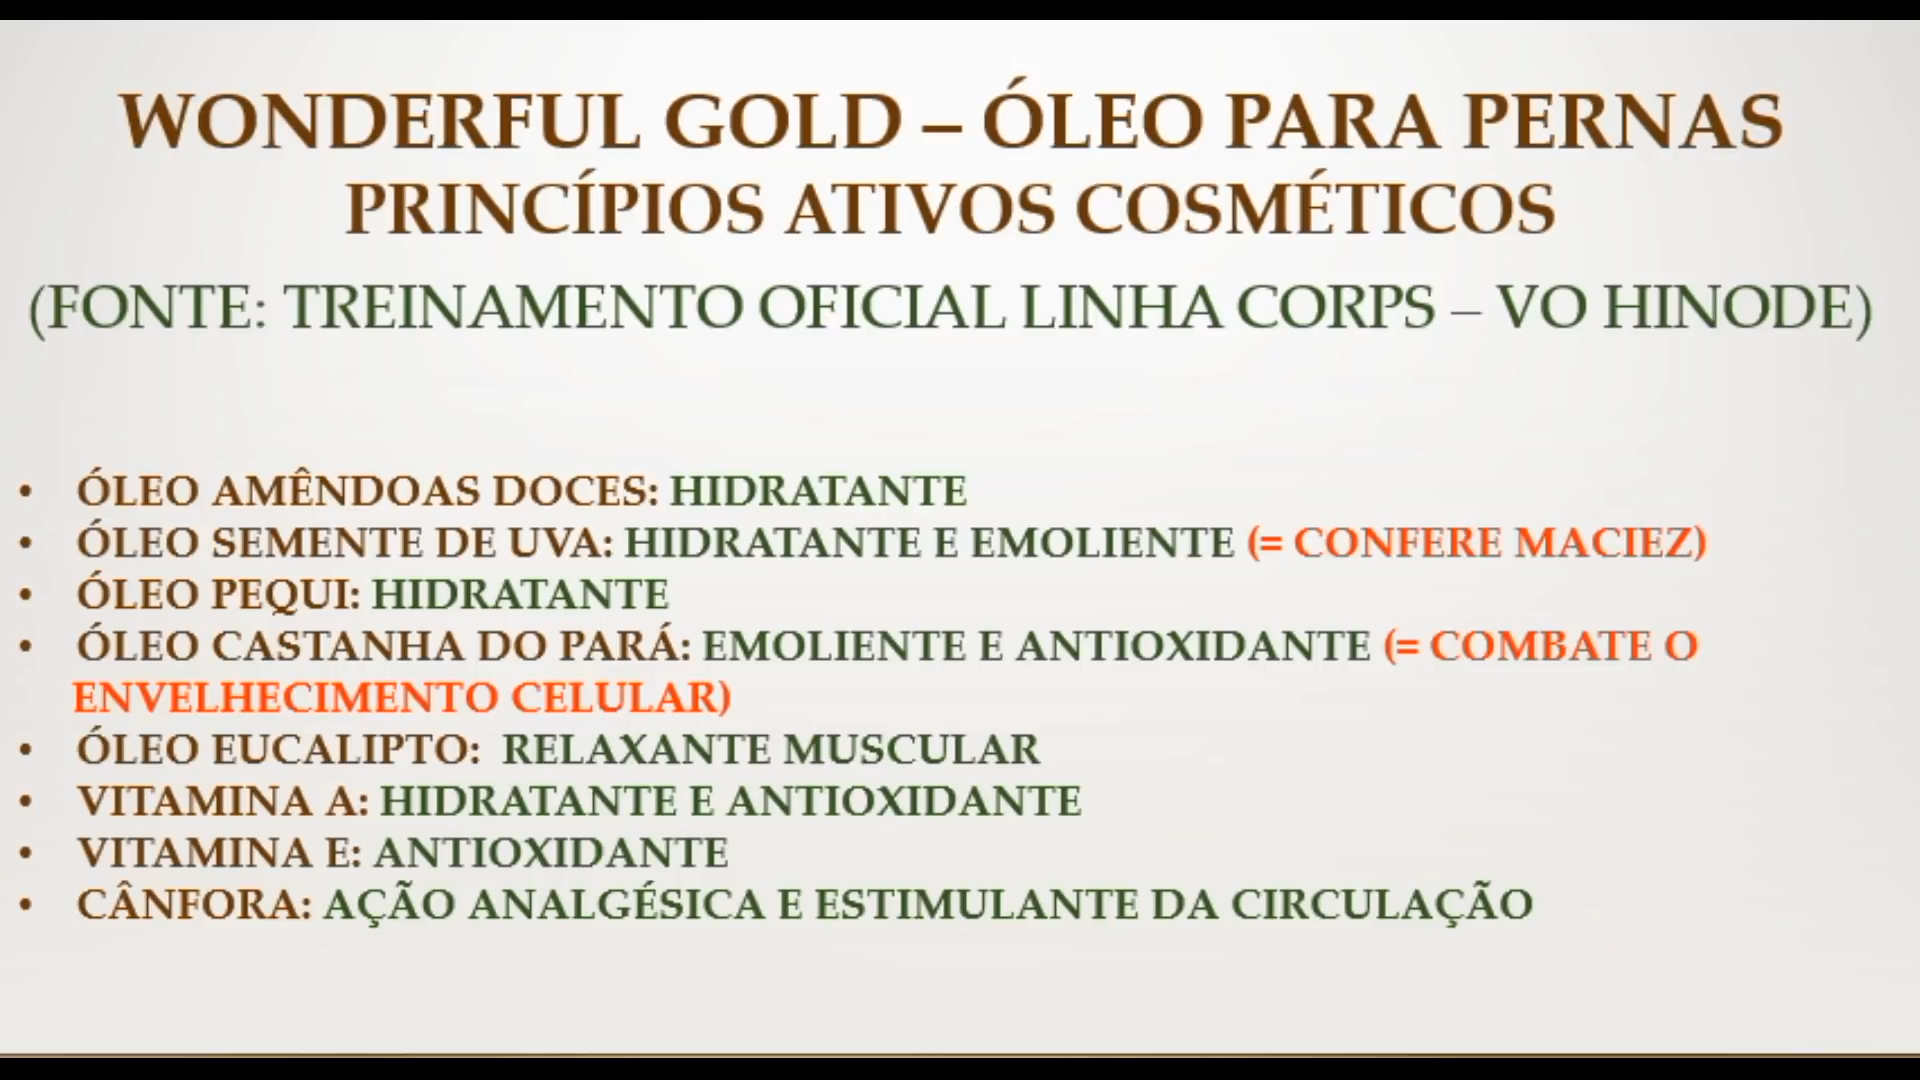 WONDERFUL GOLD – ÓLEO PARA PERNAS
PRINCÍPIOS ATIVOS COSMÉTICOS
(FONTE: TREINAMENTO OFICIAL LINHA CORPS – VO HINODE)
• ÓLEO AMÊNDOAS DOCES: HIDRATANTE
• ÓLEO SEMENTE DE UVA: HIDRATANTE E EMOLIENTE (= CONFERE MACIEZ)
• ÓLEO PEQUI: HIDRATANTE
• ÓLEO CASTANHA DO PARÁ: EMOLIENTE E ANTIOXIDANTE (= COMBATE O
ENVELHECIMENTO CELULAR)
• ÓLEO EUCALIPTO: RELAXANTE MUSCULAR
• VITAMINA A: HIDRATANTE E ANTIOXIDANTE
• VITAMINA E: ANTIOXIDANTE
• CÂNFORA: AÇÃO ANALGÉSICA E ESTIMULANTE DA CIRCULAÇÃO